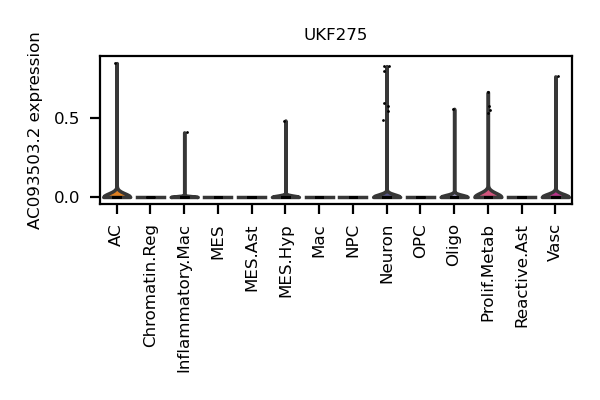 UKF275
AC093503.2 expression
0.5
0.0
AC
Chromatin.Reg
Inflammatory.Mac
MES
MES.Ast
MES.Hyp
Mac
NPC
Neuron
OPC
Oligo
Prolif.Metab
Reactive.Ast
Vasc